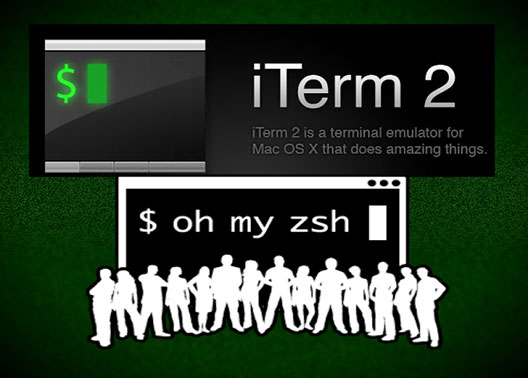 $
iTerm 2
iTerm 2 is a terminal emulator for
Mac OS X that does amazing things.
$ oh my zsh